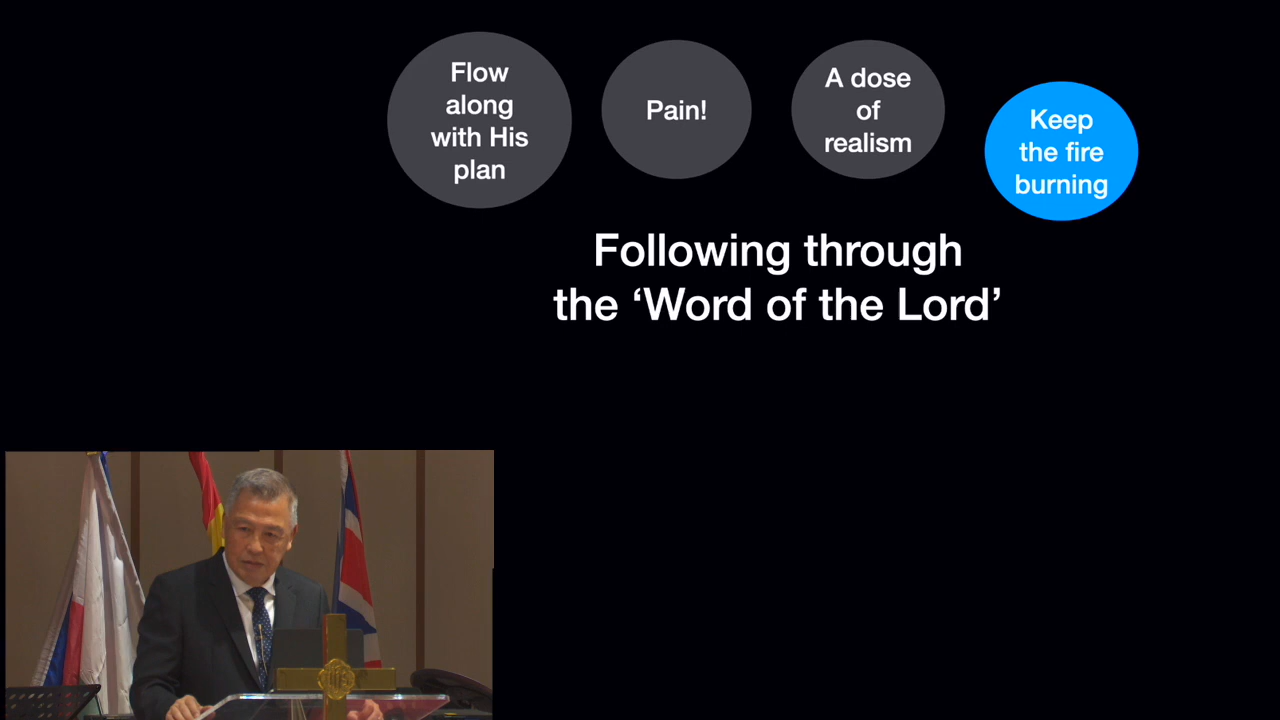 Flow
along
with His
plan
Pain!
A dose
of
realism
Keep
the fire
burning
Following through
the ‘Word of the Lord’